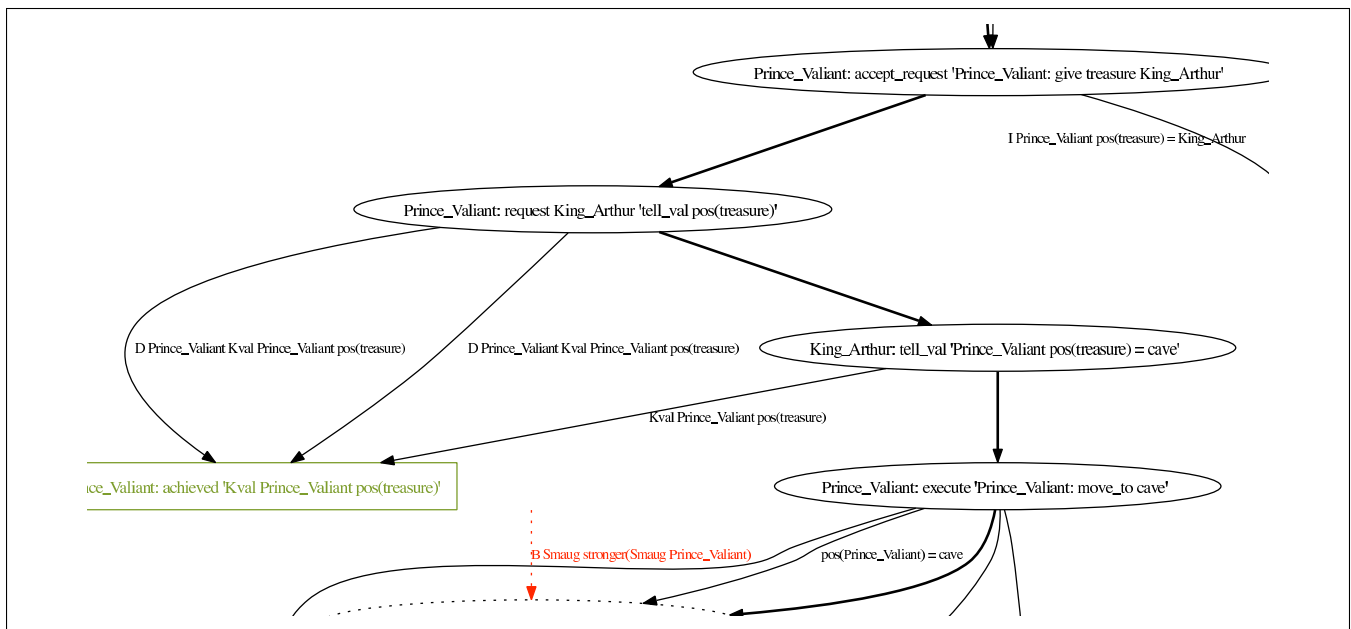 Prince_Valiant: accept_request 'Prince_Valiant: give treasure King_Arthur'
I Prince_Valiant pos(treasure) = King_Arthur
Prince_Valiant: request King_Arthur 'tell_val pos(treasure)'
D Prince_Valiant Kval Prince_Valiant pos(treasure)
D Prince_Valiant Kval Prince_Valiant pos(treasure)
King_Arthur: tell_val 'Prince_Valiant pos(treasure) = cave'
Kval Prince_Valiant pos(treasure)
nce_Valiant: achieved 'Kval Prince_Valiant pos(treasure)'
Prince_Valiant: execute 'Prince_Valiant: move_to cave'
B Smaug stronger(Smaug Prince_Valiant)
pos(Prince_Valiant) = cave